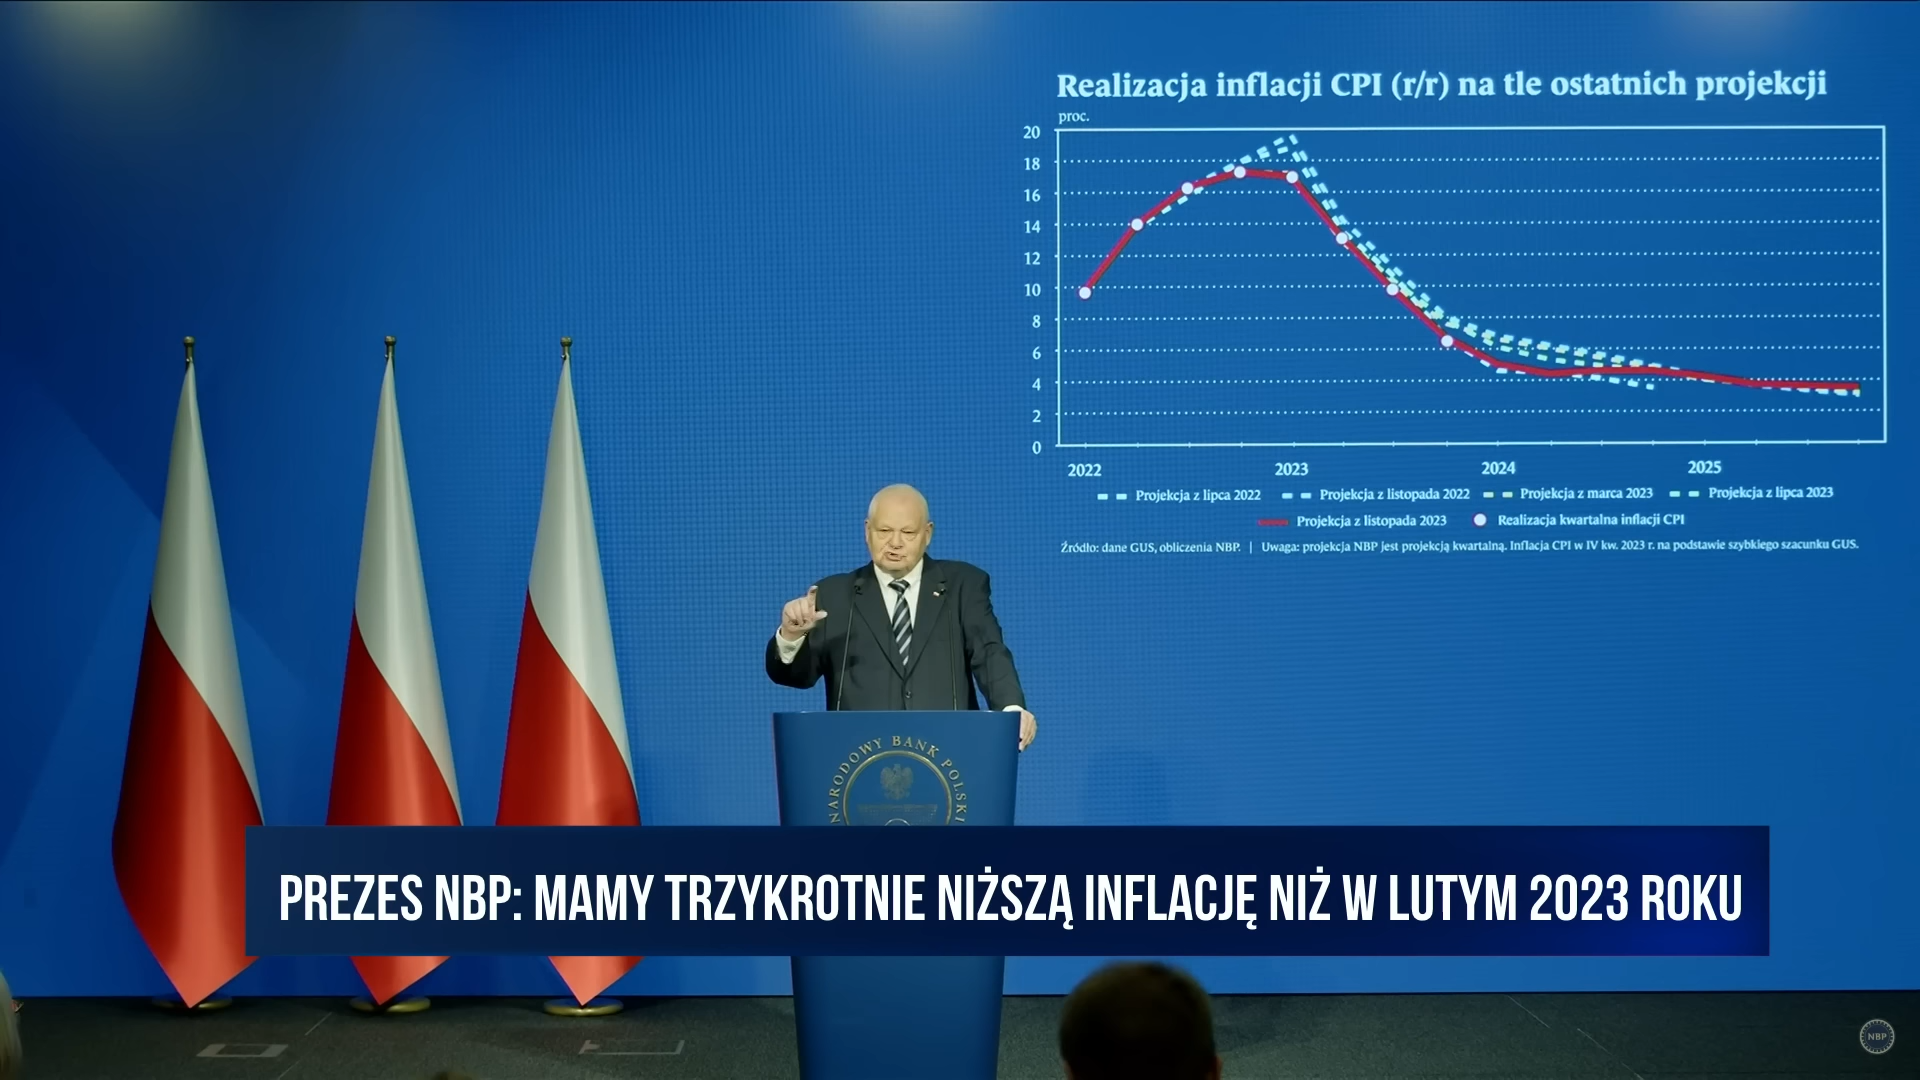 Realizacja inflacji CPI (r/r) na tle ostatnich projekcji
proc.
20
18
16
14
12
10
8
6
4
2
0
2022 2023 2024 2025
Projekcja z lipca 2022 Projekcja z listopada 2022 Projekcja z marca 2023 Projekcja z lipca 2023
Projekcja z listopada 2023 Realizacja kwartalna inflacji CPI
Źródło: dane GUS, obliczenia NBP. | Uwaga: projekcja NBP jest projekcją kwartalną. Inflacja CPI w IV kw. 2023 r. na podstawie szybkiego szacunku GUS.
NARODOWY BANK POLSKI
PREZES NBP: MAMY TRZYKROTNIE NIŻSZĄ INFLACJĘ NIŻ W LUTYM 2023 ROKU
NBP